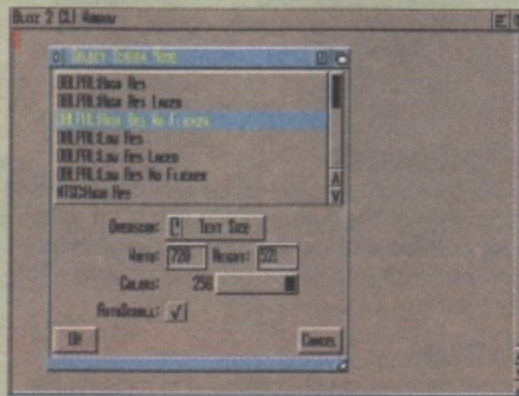 Blitz 2 CLI Window
Select Screen Mode
DBLPAL:High Res
DBLPAL:High Res Laced
DBLPAL:High Res No Flicker
DBLPAL:Low Res
DBLPAL:Low Res Laced
DBLPAL:Low Res No Flicker
NTSC:High Res
Overscan: Text Size
Width: 720 Height: 521
Colors: 256
AutoScroll: ✓
OK Cancel